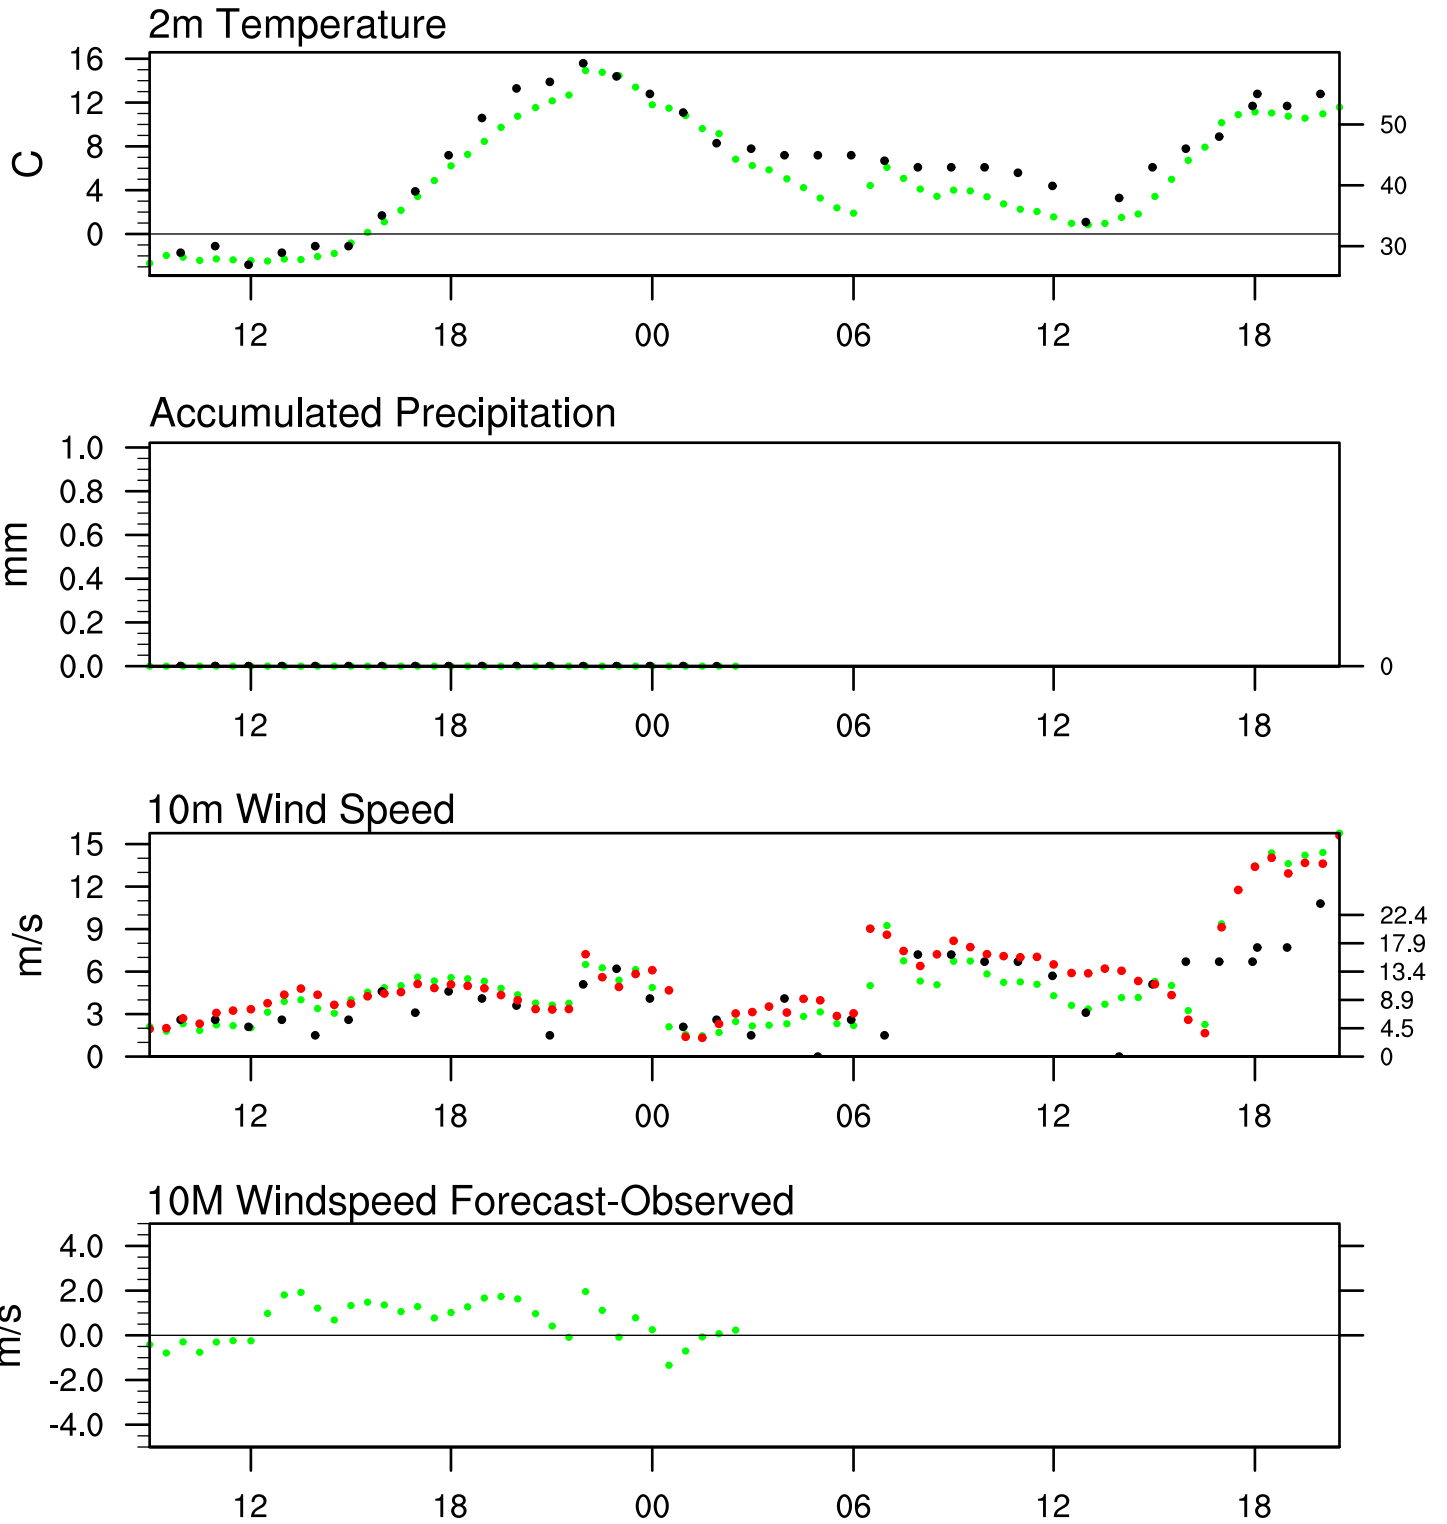 2m Temperature
16
12
8
4
0
C
50
40
30
12 18 00 06 12 18
Accumulated Precipitation
1.0
0.8
0.6
0.4
0.2
0.0
mm
0
12 18 00 06 12 18
10m Wind Speed
15
12
9
6
3
0
m/s
22.4
17.9
13.4
8.9
4.5
0
12 18 00 06 12 18
10M Windspeed Forecast-Observed
4.0
2.0
0.0
-2.0
-4.0
m/s
12 18 00 06 12 18